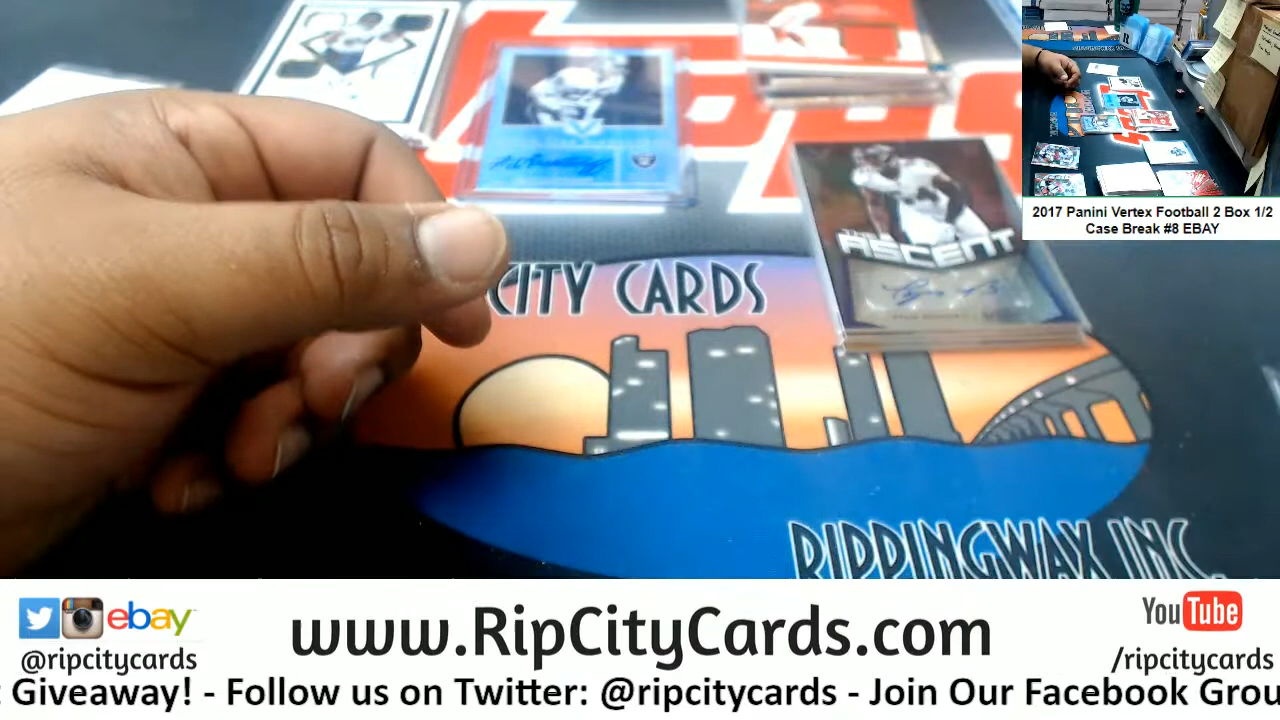 ASCENT
CITY CARDS
RIPPINGWAX INC.
2017 Panini Vertex Football 2 Box 1/2
Case Break #8 EBAY
ebay
@ripcitycards
www.RipCityCards.com
YouTube
/ripcitycards
Giveaway! - Follow us on Twitter: @ripcitycards - Join Our Facebook Grou